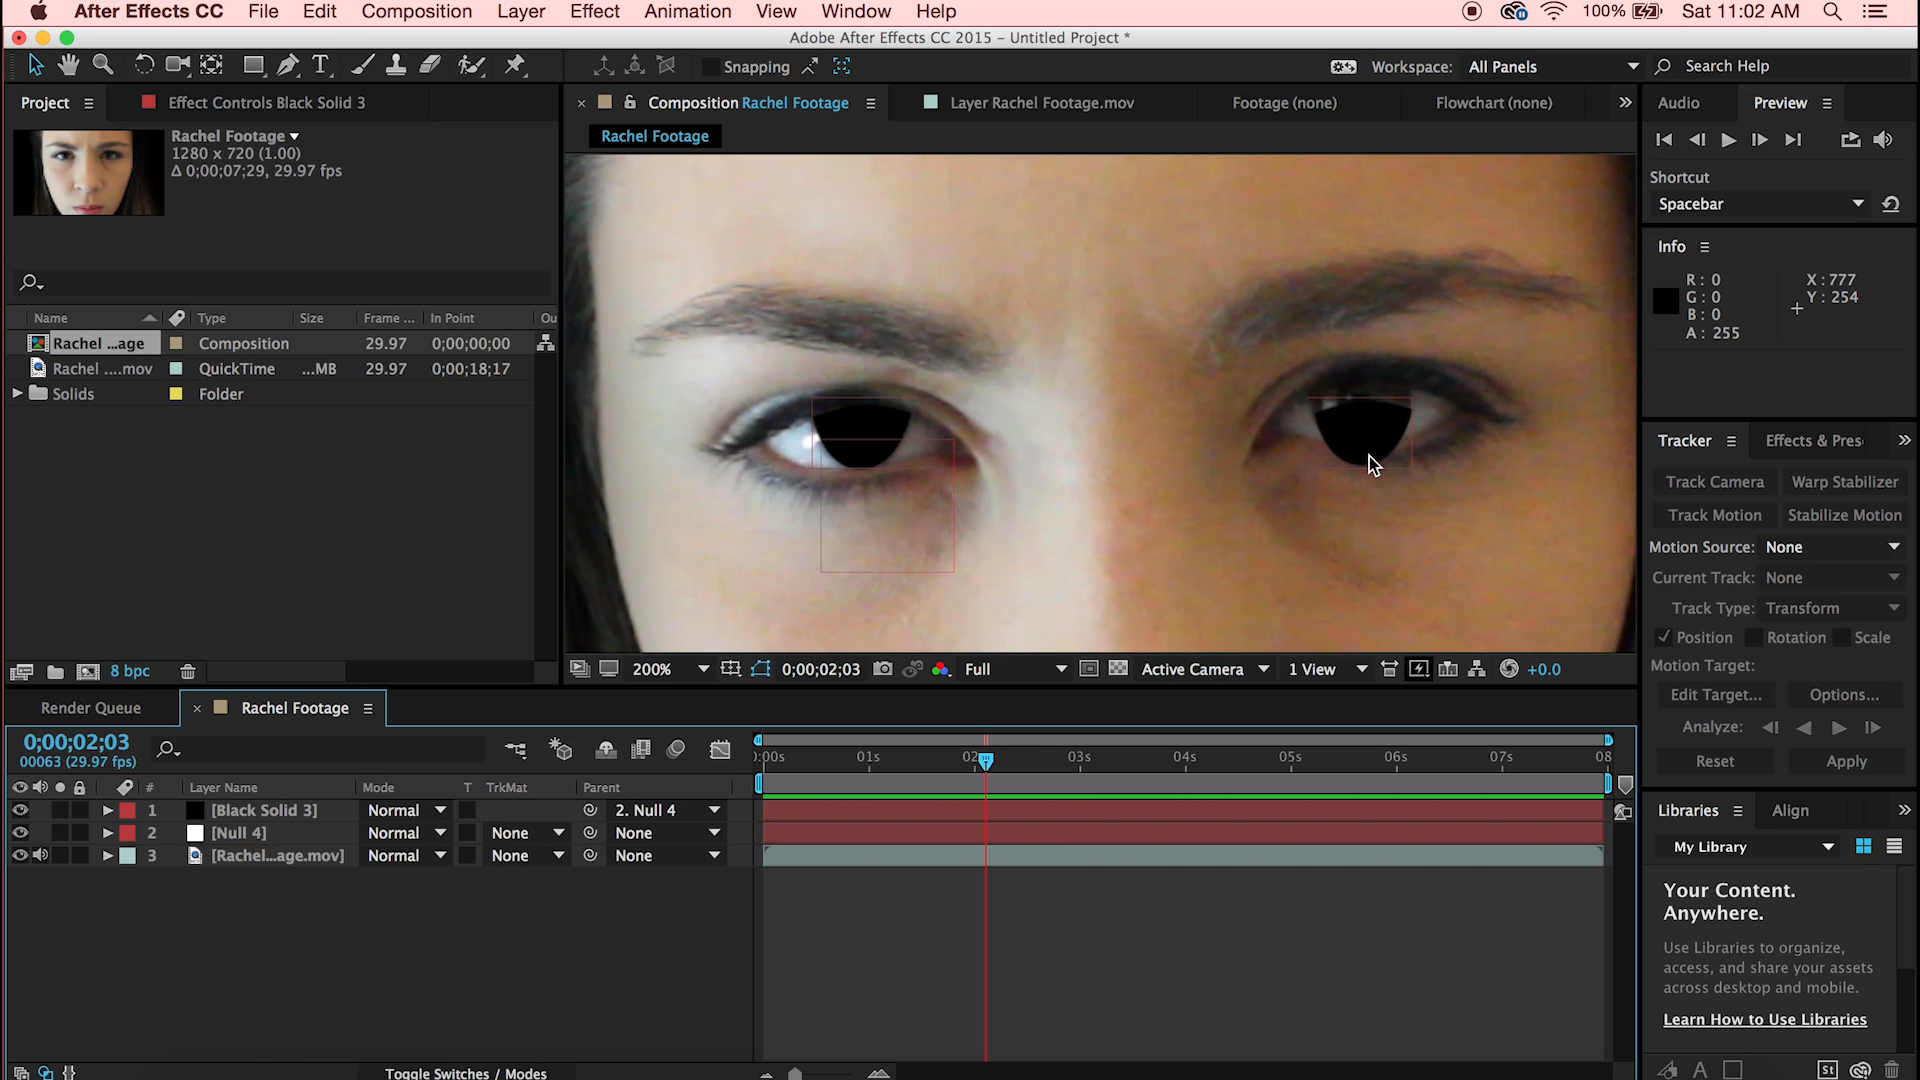 After Effects CC File Edit Composition Layer Effect Animation View Window Help 100% Sat 11:02 AM
Adobe After Effects CC 2015 - Untitled Project *
T Snapping Workspace: All Panels Search Help
Project Effect Controls Black Solid 3 Composition Rachel Footage Layer Rachel Footage.mov Footage (none) Flowchart (none) Audio Preview
Rachel Footage
1280 x 720 (1.00)
Δ 0;00;07;29, 29.97 fps
Rachel Footage
Shortcut
Spacebar
Info
R : 0 X : 777
G : 0 Y : 254
B : 0
A : 255
Name Type Size Frame ... In Point Ou
Rachel ...age Composition 29.97 0;00;00;00
Rachel ....mov QuickTime ...MB 29.97 0;00;18;17
Solids Folder
Tracker Effects & Pres
Track Camera Warp Stabilizer
Track Motion Stabilize Motion
Motion Source: None
Current Track: None
Track Type: Transform
Position Rotation Scale
Motion Target:
Edit Target... Options...
Analyze:
Reset Apply
8 bpc
200% 0;00;02;03 Full Active Camera 1 View +0.0
Render Queue Rachel Footage
0;00;02;03
00063 (29.97 fps)
):00s 01s 02 03s 04s 05s 06s 07s 08
# Layer Name Mode T TrkMat Parent
1 [Black Solid 3] Normal 2. Null 4
2 [Null 4] Normal None None
3 [Rachel...age.mov] Normal None None
Libraries Align
My Library
Your Content.
Anywhere.
Use Libraries to organize,
access, and share your assets
across desktop and mobile.
Learn How to Use Libraries
Toggle Switches / Modes
A St